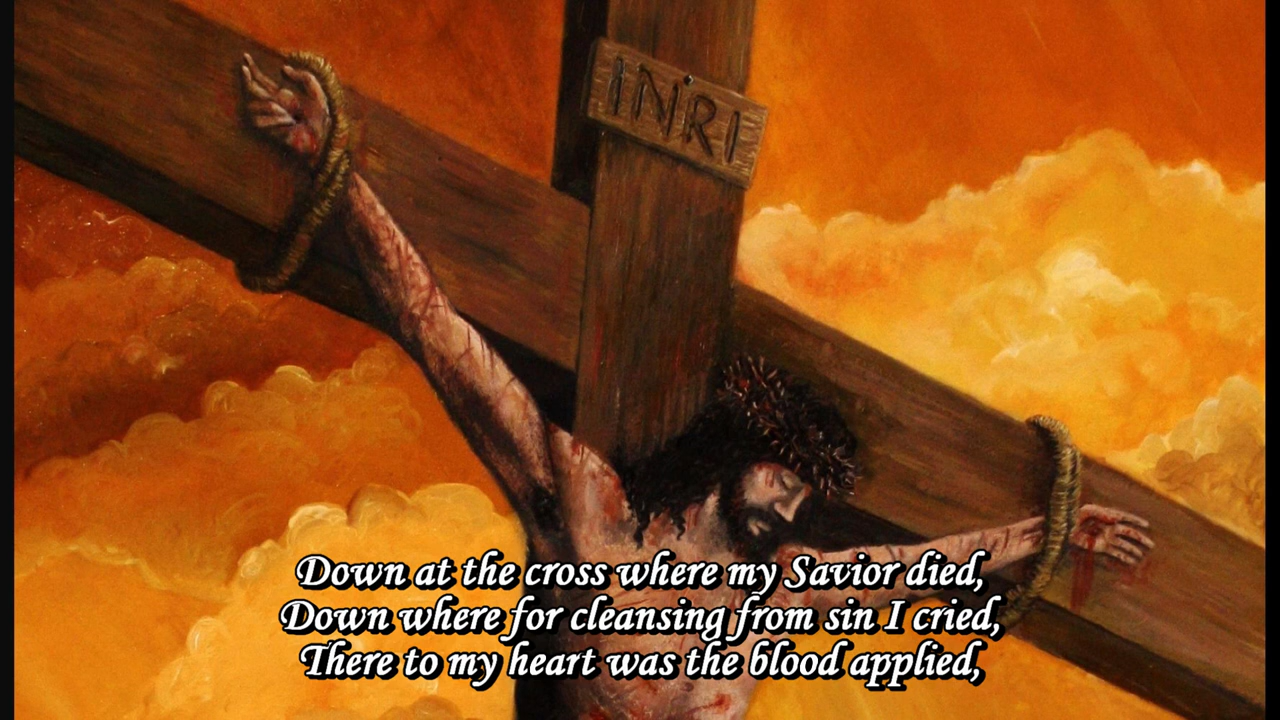 INRI
Down at the cross where my Savior died,
Down where for cleansing from sin I cried,
There to my heart was the blood applied,